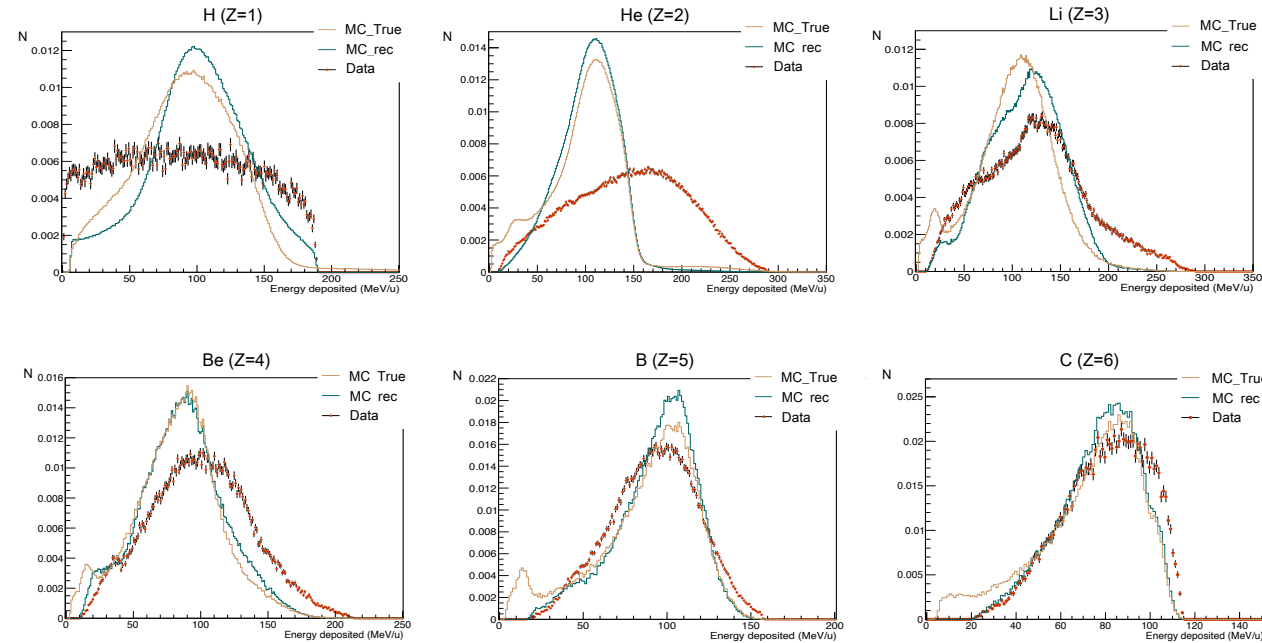 H (Z=1)
N
MC_True
MC_rec
Data
0.012
0.01
0.008
0.006
0.004
0.002
0
0 50 100 150 200 250
Energy deposited (MeV/u)
He (Z=2)
N
MC_True
MC rec
Data
0.014
0.012
0.01
0.008
0.006
0.004
0.002
0
0 50 100 150 200 250 300 350
Energy deposited (MeV/u)
Li (Z=3)
N
MC_True
MC rec
Data
0.012
0.01
0.008
0.006
0.004
0.002
0
0 50 100 150 200 250 300 350
Energy deposited (MeV/u)
Be (Z=4)
N
MC_True
MC rec
Data
0.016
0.014
0.012
0.01
0.008
0.006
0.004
0.002
0
0 50 100 150 200 250
Energy deposited (MeV/u)
B (Z=5)
N
MC_True
MC rec
Data
0.022
0.02
0.018
0.016
0.014
0.012
0.01
0.008
0.006
0.004
0.002
0
0 50 100 150 200
Energy deposited (MeV/u)
C (Z=6)
N
MC_True
MC rec
Data
0.025
0.02
0.015
0.01
0.005
0
0 20 40 60 80 100 120 140
Energy deposited (MeV/u)